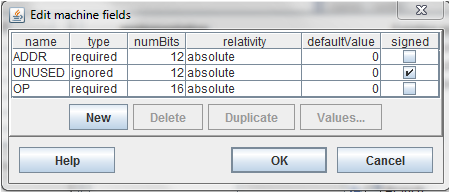 Edit machine fields
name type numBits relativity defaultValue signed
ADDR required 12 absolute 0
UNUSED ignored 12 absolute 0
OP required 16 absolute 0
New Delete Duplicate Values...
Help OK Cancel